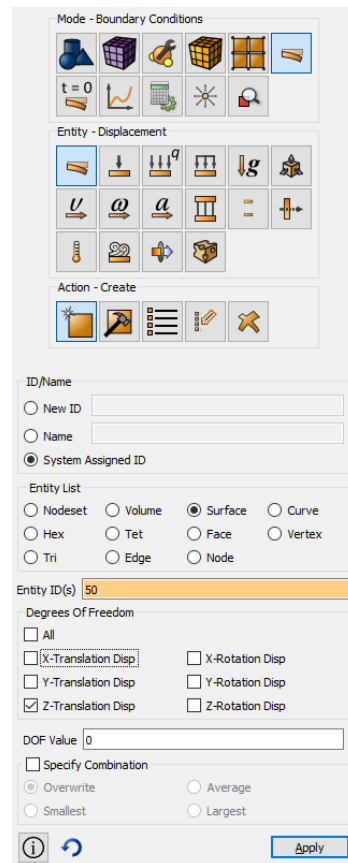 Mode - Boundary Conditions
t = 0
Entity - Displacement
q
g
v
ω
a
Action - Create
ID/Name
New ID
Name
System Assigned ID
Entity List
Nodeset Volume Surface Curve
Hex Tet Face Vertex
Tri Edge Node
Entity ID(s) 50
Degrees Of Freedom
All
X-Translation Disp X-Rotation Disp
Y-Translation Disp Y-Rotation Disp
Z-Translation Disp Z-Rotation Disp
DOF Value 0
Specify Combination
Overwrite Average
Smallest Largest
i Apply